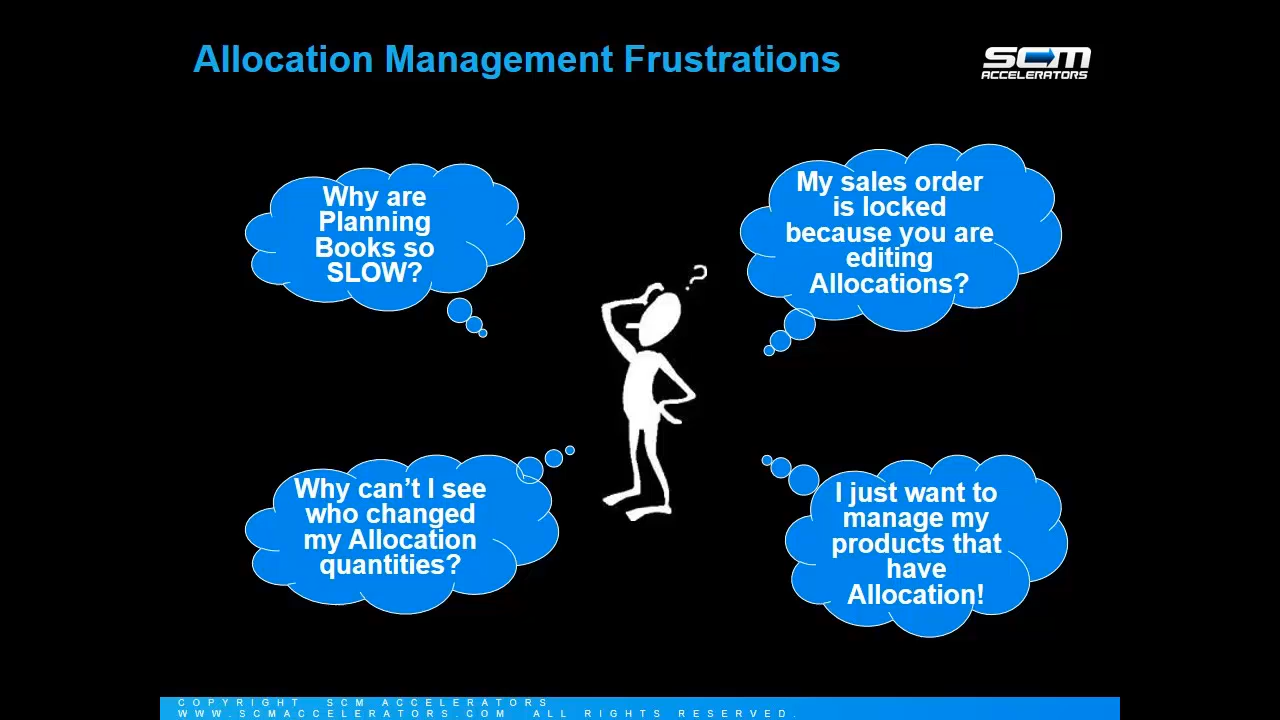 Allocation Management Frustrations
SCM
ACCELERATORS
Why are
Planning
Books so
SLOW?
My sales order
is locked
because you are
editing
Allocations?
?
Why can't I see
who changed
my Allocation
quantities?
I just want to
manage my
products that
have
Allocation!
COPYRIGHT SCM ACCELERATORS
WWW.SCMACCELERATORS.COM ALL RIGHTS RESERVED.